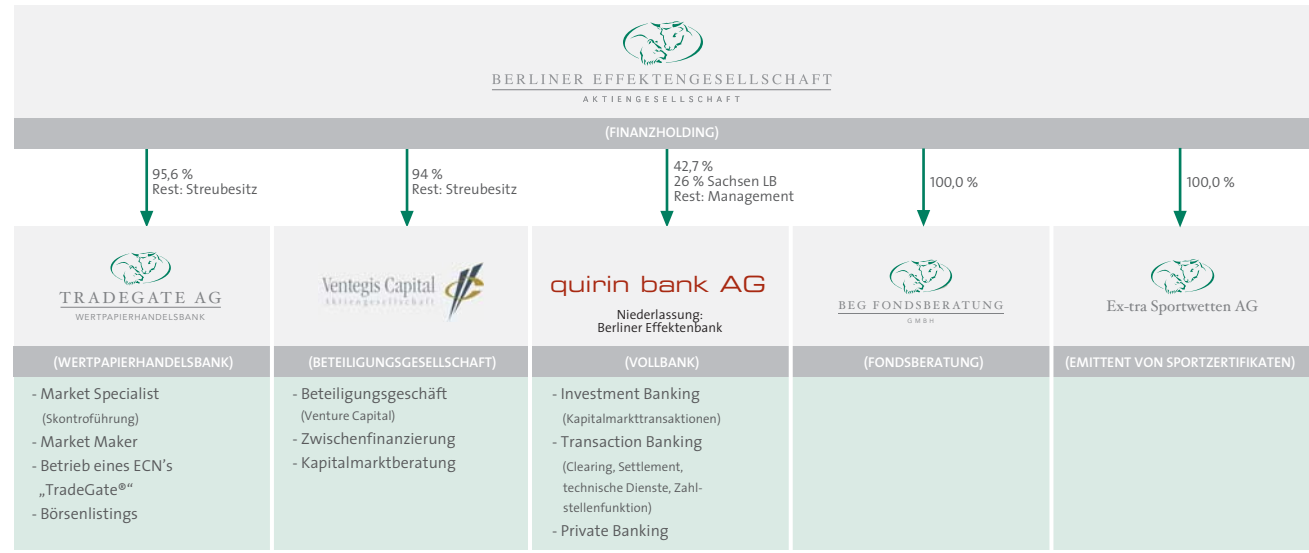 BERLINER EFFEKTENGESELLSCHAFT
AKTIENGESELLSCHAFT
(FINANZHOLDING)
95,6 %
Rest: Streubesitz
94 %
Rest: Streubesitz
42,7 %
26 % Sachsen LB
Rest: Management
100,0 %
100,0 %
TRADEGATE AG
WERTPAPIERHANDELSBANK
Ventegis Capital
Aktiengesellschaft
quirin bank AG
Niederlassung:
Berliner Effektenbank
BEG FONDSBERATUNG
GMBH
Ex-tra Sportwetten AG
(WERTPAPIERHANDELSBANK)
(BETEILIGUNGSGESELLSCHAFT)
(VOLLBANK)
(FONDSBERATUNG)
(EMITTENT VON SPORTZERTIFIKATEN)
- Market Specialist
(Skontroführung)
- Market Maker
- Betrieb eines ECN’s
„TradeGate®“
- Börsenlistings
- Beteiligungsgeschäft
(Venture Capital)
- Zwischenfinanzierung
- Kapitalmarktberatung
- Investment Banking
(Kapitalmarkttransaktionen)
- Transaction Banking
(Clearing, Settlement,
technische Dienste, Zahl-
stellenfunktion)
- Private Banking